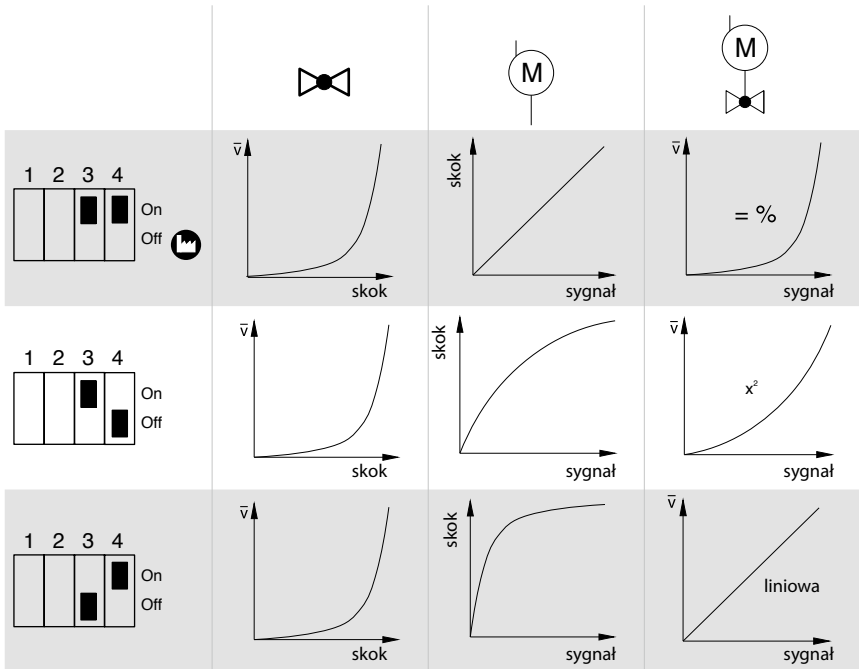 M
M
1 2 3 4
On
Off
v̅
skok
skok
sygnał
v̅
= %
sygnał
1 2 3 4
On
Off
v̅
skok
skok
sygnał
v̅
x²
sygnał
1 2 3 4
On
Off
v̅
skok
skok
sygnał
v̅
liniowa
sygnał